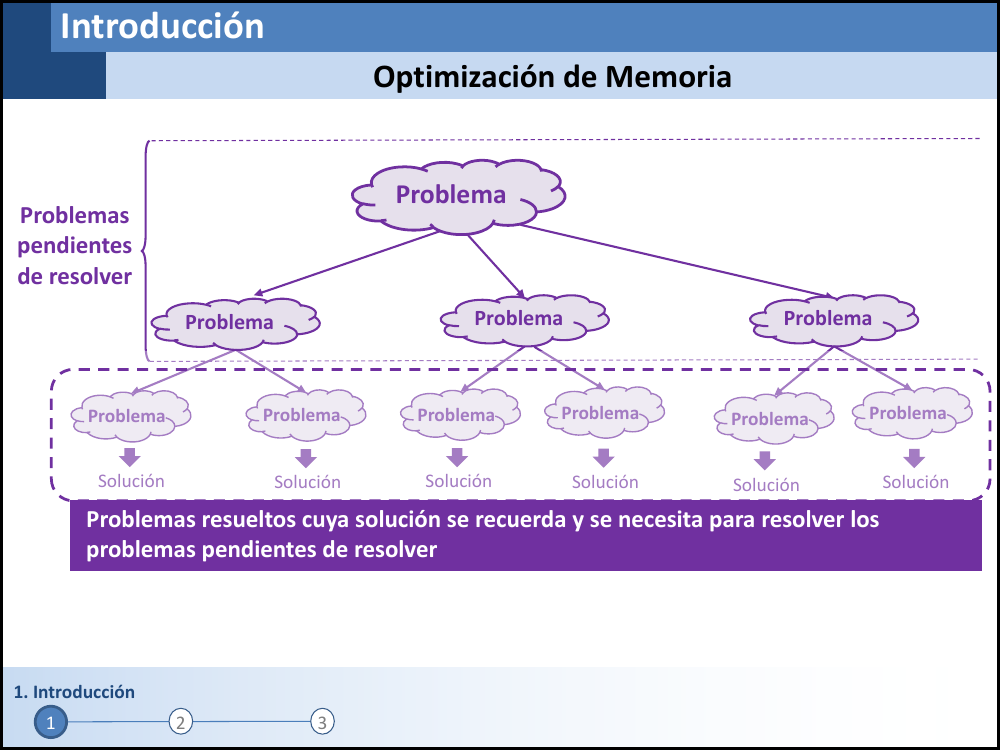 Introducción
Optimización de Memoria
Problemas
pendientes
de resolver
Problema
Problema
Problema
Problema
Problema
Problema
Problema
Problema
Problema
Problema
Solución
Solución
Solución
Solución
Solución
Solución
Problemas resueltos cuya solución se recuerda y se necesita para resolver los
problemas pendientes de resolver
1. Introducción
1
2
3